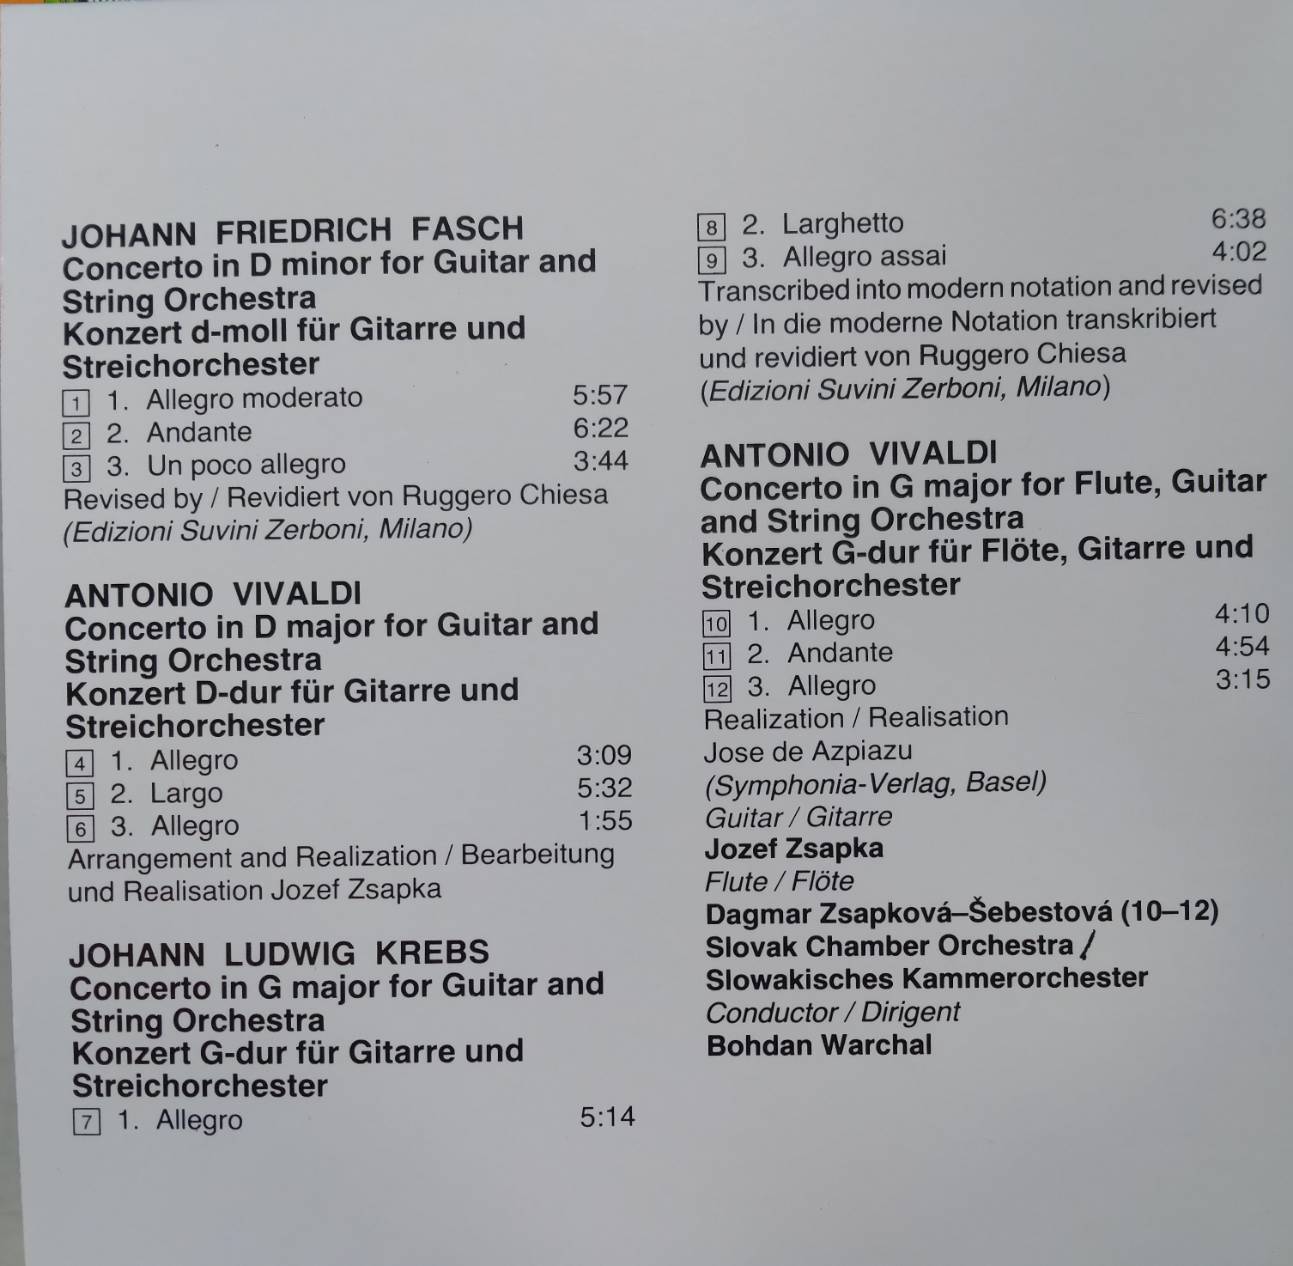 JOHANN FRIEDRICH FASCH
Concerto in D minor for Guitar and
String Orchestra
Konzert d-moll für Gitarre und
Streichorchester
1 1. Allegro moderato 5:57
2 2. Andante 6:22
3 3. Un poco allegro 3:44
Revised by / Revidiert von Ruggero Chiesa
(Edizioni Suvini Zerboni, Milano)
ANTONIO VIVALDI
Concerto in D major for Guitar and
String Orchestra
Konzert D-dur für Gitarre und
Streichorchester
4 1. Allegro 3:09
5 2. Largo 5:32
6 3. Allegro 1:55
Arrangement and Realization / Bearbeitung
und Realisation Jozef Zsapka
JOHANN LUDWIG KREBS
Concerto in G major for Guitar and
String Orchestra
Konzert G-dur für Gitarre und
Streichorchester
7 1. Allegro 5:14
8 2. Larghetto 6:38
9 3. Allegro assai 4:02
Transcribed into modern notation and revised
by / In die moderne Notation transkribiert
und revidiert von Ruggero Chiesa
(Edizioni Suvini Zerboni, Milano)
ANTONIO VIVALDI
Concerto in G major for Flute, Guitar
and String Orchestra
Konzert G-dur für Flöte, Gitarre und
Streichorchester
10 1. Allegro 4:10
11 2. Andante 4:54
12 3. Allegro 3:15
Realization / Realisation
Jose de Azpiazu
(Symphonia-Verlag, Basel)
Guitar / Gitarre
Jozef Zsapka
Flute / Flöte
Dagmar Zsapková–Šebestová (10–12)
Slovak Chamber Orchestra /
Slowakisches Kammerorchester
Conductor / Dirigent
Bohdan Warchal